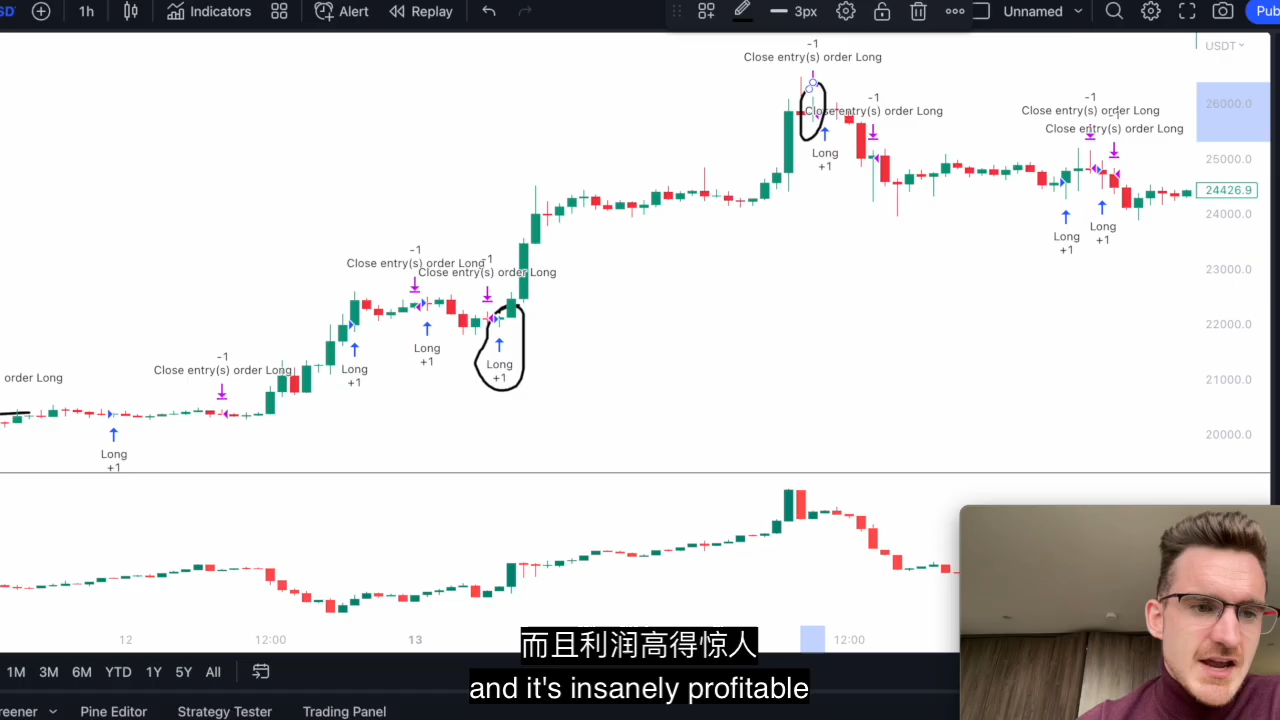 SD
1h
Indicators
Alert
Replay
3px
Unnamed
Pub
USDT
-1
Close entry(s) order Long
-1
Close entry(s) order Long
-1
Close entry(s) order Long
Close entry(s) order Long
26000.0
25000.0
24426.9
24000.0
23000.0
22000.0
21000.0
20000.0
Long
+1
Long
+1
Long
+1
-1
Close entry(s) order Long
-1
Close entry(s) order Long
Long
+1
Long
+1
Long
+1
order Long
-1
Close entry(s) order Long
Long
+1
12
12:00
13
12:00
而且利润高得惊人
and it's insanely profitable
1M 3M 6M YTD 1Y 5Y All
reener
Pine Editor
Strategy Tester
Trading Panel